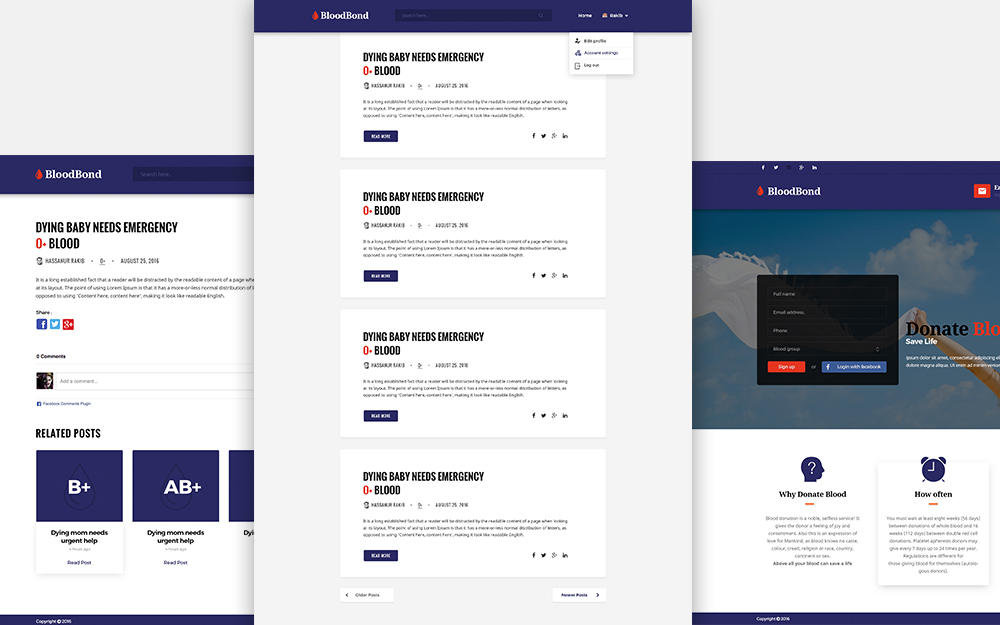 BloodBond
Search here...
DYING BABY NEEDS EMERGENCY
O+ BLOOD
HASSANUR RAKIB • O+ • AUGUST 25, 2016
It is a long established fact that a reader will be distracted by the readable content of a page when
at its layout. The point of using Lorem Ipsum is that it has a more-or-less normal distribution of
opposed to using 'Content here, content here', making it look like readable English.
Share :
0 Comments
Add a comment...
Facebook Comments Plugin
RELATED POSTS
B+
AB+
Dying mom needs
urgent help
4 hours ago
Read Post
Dying mom needs
urgent help
4 hours ago
Read Post
Copyright © 2016
BloodBond
Search here...
Home
Rakib
Edit profile
Account settings
Log out
DYING BABY NEEDS EMERGENCY
O+ BLOOD
HASSANUR RAKIB • O+ • AUGUST 25, 2016
It is a long established fact that a reader will be distracted by the readable content of a page when looking
at its layout. The point of using Lorem Ipsum is that it has a more-or-less normal distribution of letters, as
opposed to using 'Content here, content here', making it look like readable English.
READ MORE
DYING BABY NEEDS EMERGENCY
O+ BLOOD
HASSANUR RAKIB • O+ • AUGUST 25, 2016
It is a long established fact that a reader will be distracted by the readable content of a page when looking
at its layout. The point of using Lorem Ipsum is that it has a more-or-less normal distribution of letters, as
opposed to using 'Content here, content here', making it look like readable English.
READ MORE
DYING BABY NEEDS EMERGENCY
O+ BLOOD
HASSANUR RAKIB • O+ • AUGUST 25, 2016
It is a long established fact that a reader will be distracted by the readable content of a page when looking
at its layout. The point of using Lorem Ipsum is that it has a more-or-less normal distribution of letters, as
opposed to using 'Content here, content here', making it look like readable English.
READ MORE
DYING BABY NEEDS EMERGENCY
O+ BLOOD
HASSANUR RAKIB • O+ • AUGUST 25, 2016
It is a long established fact that a reader will be distracted by the readable content of a page when looking
at its layout. The point of using Lorem Ipsum is that it has a more-or-less normal distribution of letters, as
opposed to using 'Content here, content here', making it look like readable English.
READ MORE
Older Posts
Newer Posts
BloodBond
Full name
Email address
Phone
Blood group
Sign up
or
Login with facebook
Donate Blo
Save Life
ipsum dolor sit amet, consectetur adipiscing
dolore magna aliqua. Ut enim ad minim
Why Donate Blood
Blood donation is a noble, selfless service! It
gives the donor a feeling of joy and
contentment. Also this is an expression of
love for Mankind, as blood knows no caste,
colour, creed, religion or race, country,
continent or sex.
Above all your blood can save a life
How often
You must wait at least eight weeks (56 days)
between donations of whole blood and 16
weeks (112 days) between double red cell
donations. Platelet apheresis donors may
give every 7 days up to 24 times per year.
Regulations are different for
those giving blood for themselves (autolo-
gous donors).
Copyright © 2016